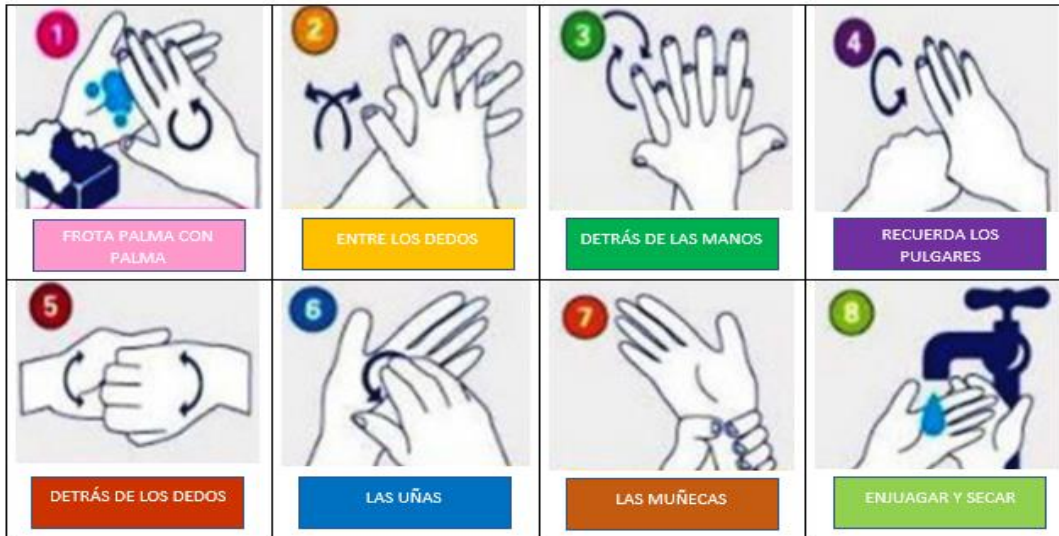 1
FROTA PALMA CON
PALMA
2
ENTRE LOS DEDOS
3
DETRÁS DE LAS MANOS
4
RECUERDA LOS
PULGARES
5
DETRÁS DE LOS DEDOS
6
LAS UÑAS
7
LAS MUÑECAS
8
ENJUAGAR Y SECAR